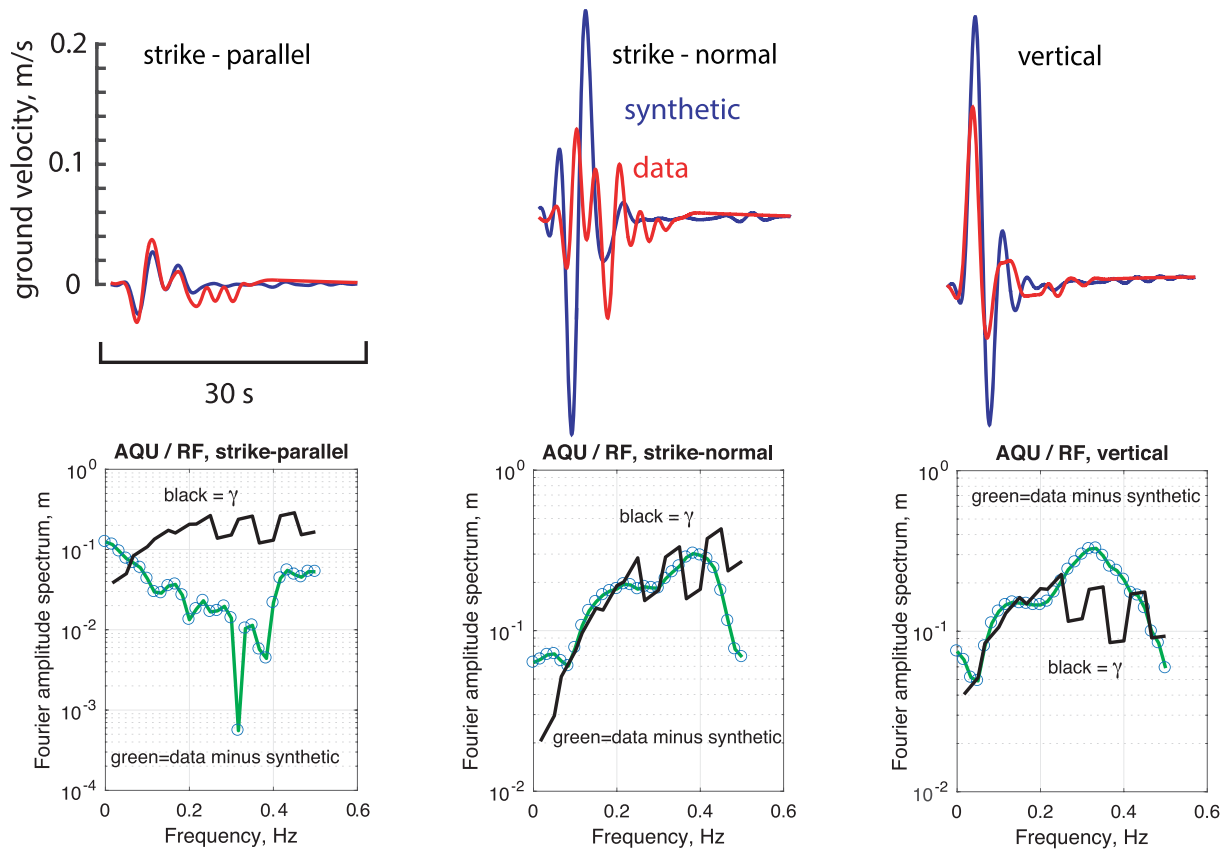 ground velocity, m/s
0.2
0.1
0
strike - parallel
30 s
strike - normal
synthetic
data
vertical
AQU / RF, strike-parallel
Fourier amplitude spectrum, m
10^0
10^-1
10^-2
10^-3
10^-4
black = γ
green=data minus synthetic
0 0.2 0.4 0.6
Frequency, Hz
AQU / RF, strike-normal
Fourier amplitude spectrum, m
10^0
10^-1
10^-2
black = γ
green=data minus synthetic
0 0.2 0.4 0.6
Frequency, Hz
AQU / RF, vertical
Fourier amplitude spectrum, m
10^0
10^-1
10^-2
green=data minus synthetic
black = γ
0 0.2 0.4 0.6
Frequency, Hz